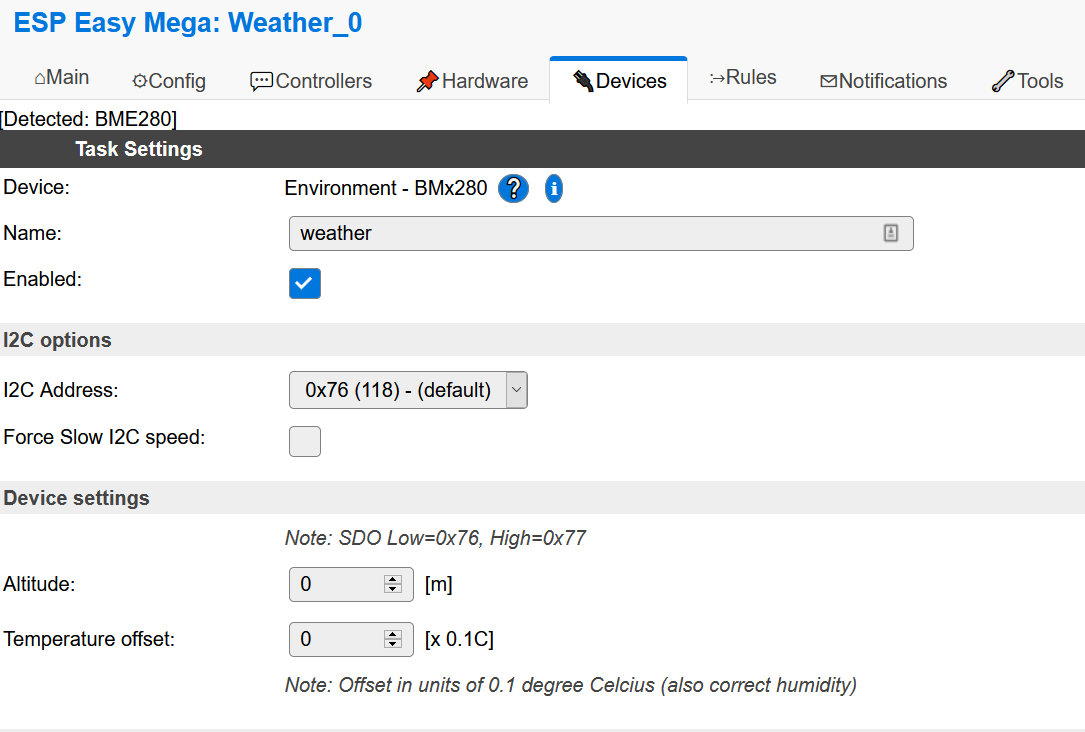 ESP Easy Mega: Weather_0
Main Config Controllers Hardware Devices Rules Notifications Tools
[Detected: BME280]
Task Settings
Device: Environment - BMx280 ? i
Name: weather
Enabled:
I2C options
I2C Address: 0x76 (118) - (default)
Force Slow I2C speed:
Device settings
Note: SDO Low=0x76, High=0x77
Altitude: 0 [m]
Temperature offset: 0 [x 0.1C]
Note: Offset in units of 0.1 degree Celcius (also correct humidity)